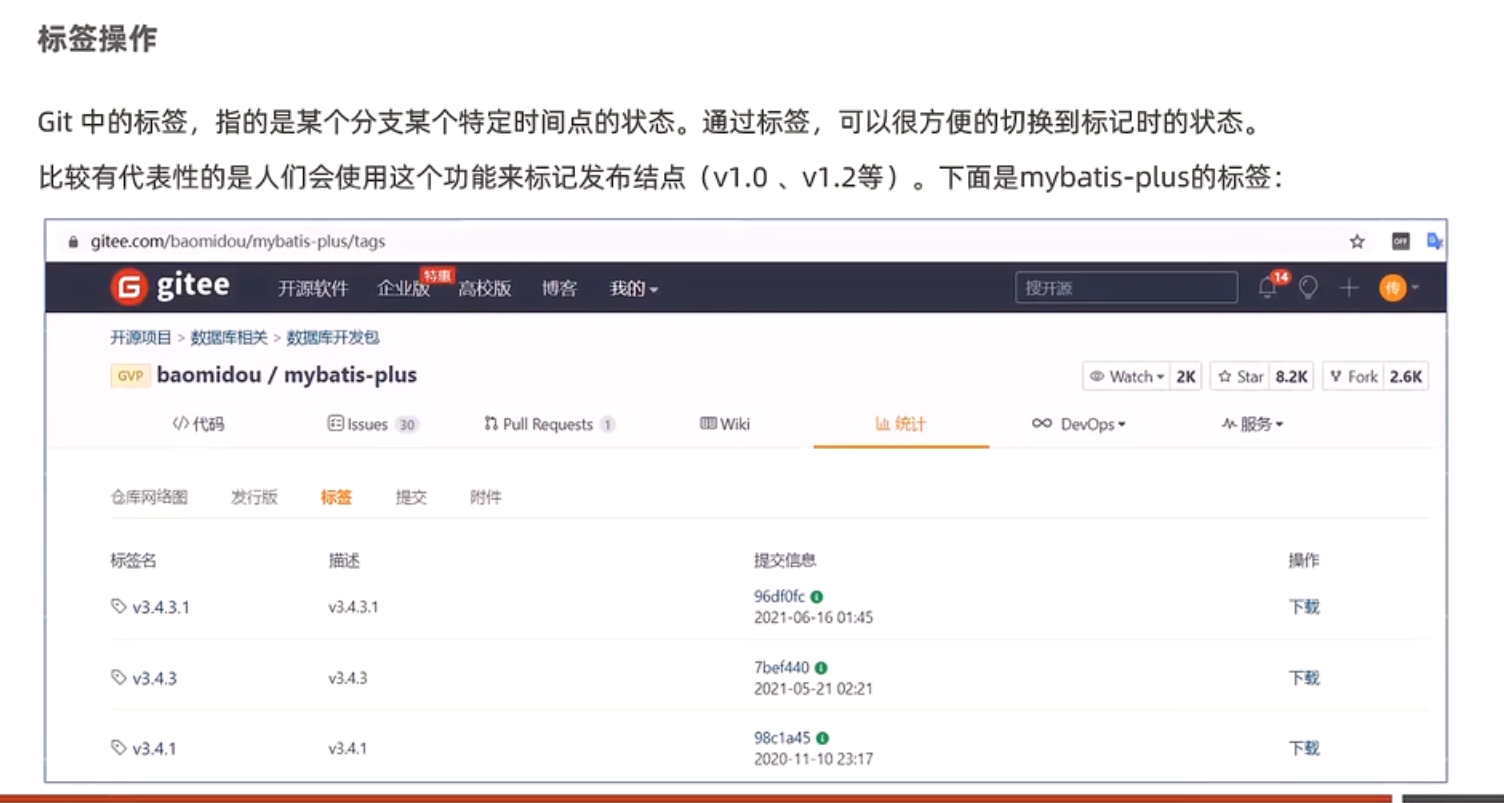 标签操作
Git 中的标签，指的是某个分支某个特定时间点的状态。通过标签，可以很方便的切换到标记时的状态。
比较有代表性的是人们会使用这个功能来标记发布结点（v1.0 、v1.2等）。下面是mybatis-plus的标签：
gitee.com/baomidou/mybatis-plus/tags OFF G
G gitee 开源软件 企业版 特惠 高校版 博客 我的 搜开源 14 传
开源项目 > 数据库相关 > 数据库开发包
GVP baomidou / mybatis-plus Watch 2K Star 8.2K Fork 2.6K
代码 Issues 30 Pull Requests 1 Wiki 统计 DevOps 服务
仓库网络图 发行版 标签 提交 附件
标签名 描述 提交信息 操作
v3.4.3.1 v3.4.3.1 96df0fc 下载
2021-06-16 01:45
v3.4.3 v3.4.3 7bef440 下载
2021-05-21 02:21
v3.4.1 v3.4.1 98c1a45 下载
2020-11-10 23:17